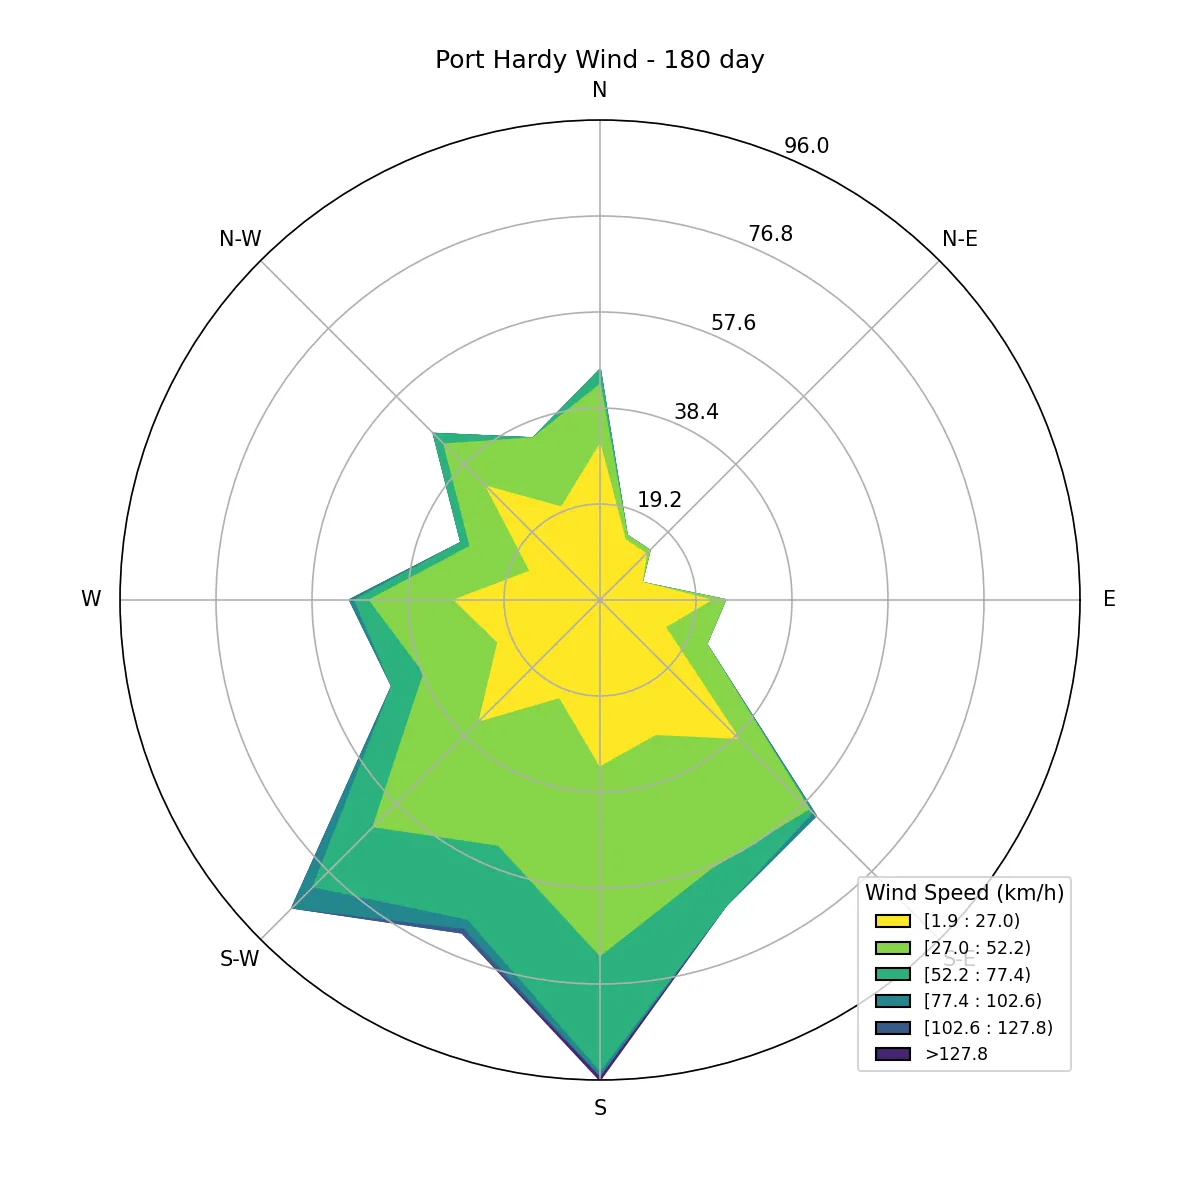 Port Hardy Wind - 180 day
N
96.0
N-W
N-E
76.8
57.6
38.4
19.2
W
E
S-W
S-E
S
Wind Speed (km/h)
[1.9 : 27.0)
[27.0 : 52.2)
[52.2 : 77.4)
[77.4 : 102.6)
[102.6 : 127.8)
>127.8